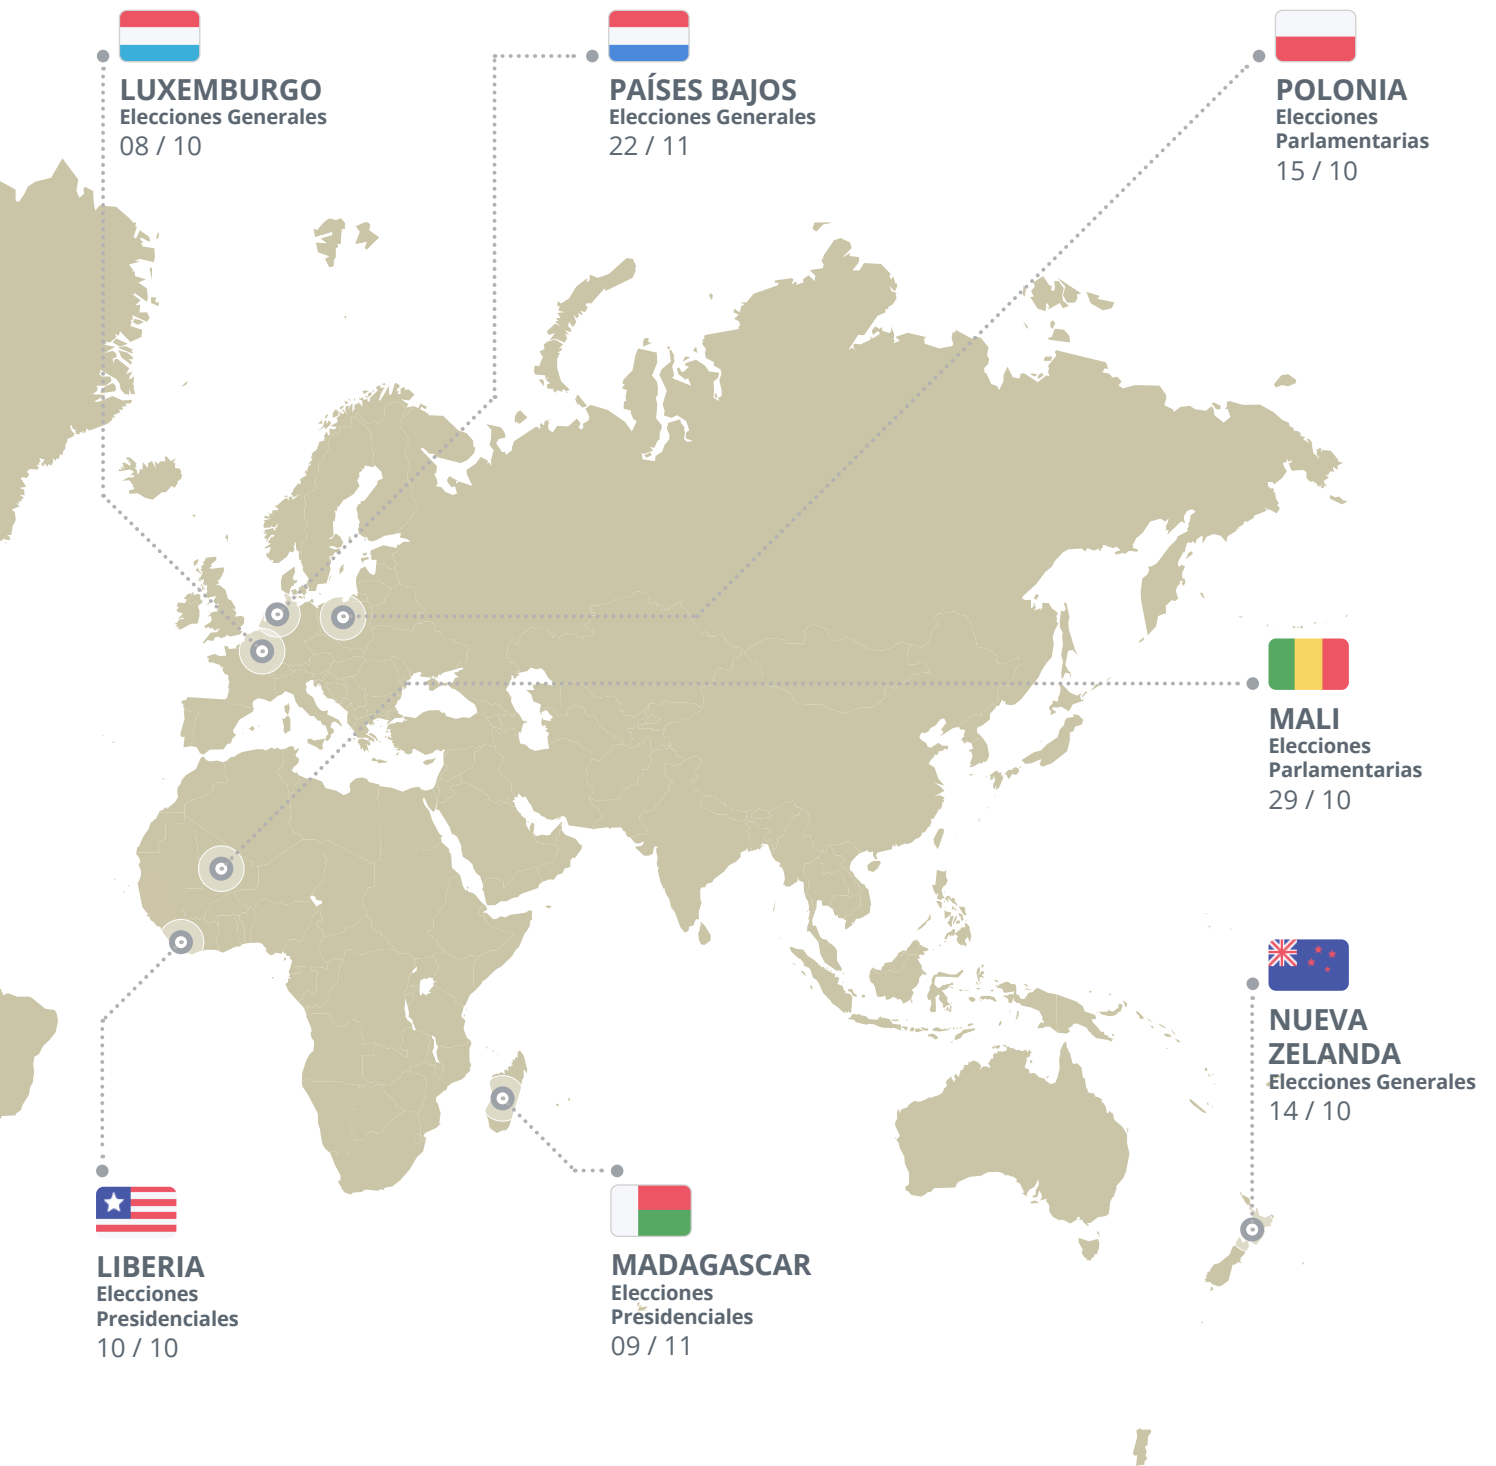 LUXEMBURGO
Elecciones Generales
08 / 10
PAÍSES BAJOS
Elecciones Generales
22 / 11
POLONIA
Elecciones
Parlamentarias
15 / 10
MALI
Elecciones
Parlamentarias
29 / 10
NUEVA
ZELANDA
Elecciones Generales
14 / 10
LIBERIA
Elecciones
Presidenciales
10 / 10
MADAGASCAR
Elecciones
Presidenciales
09 / 11